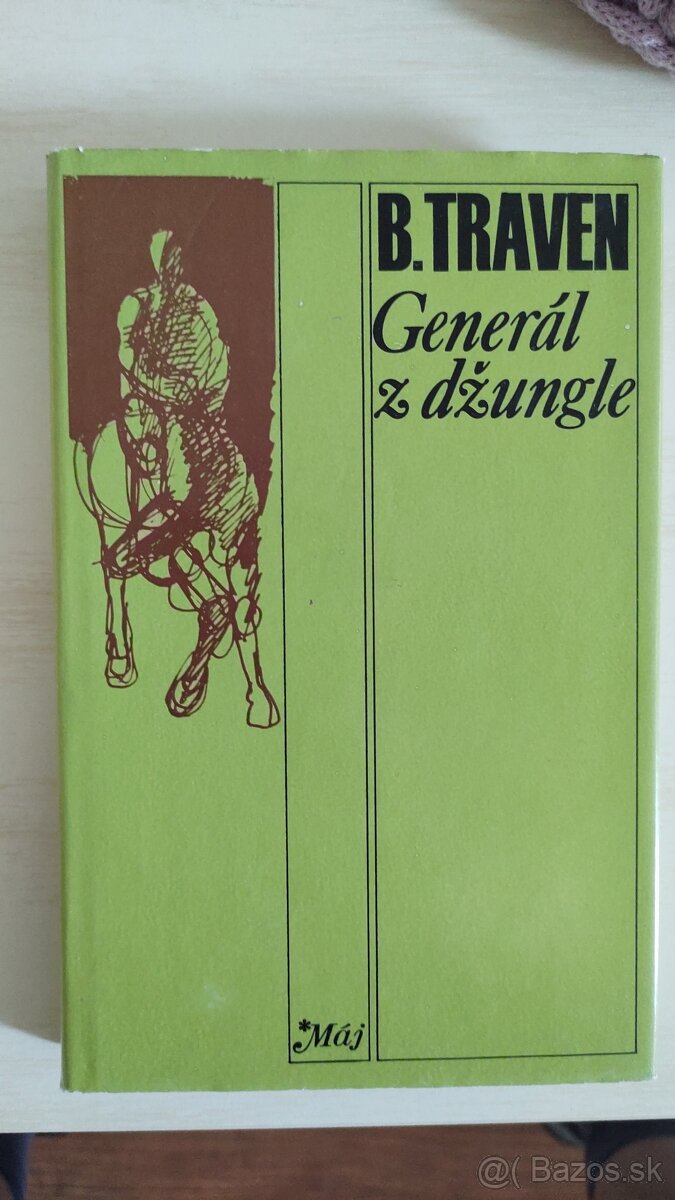 B.TRAVEN
Generál
z džungle
*Máj
@( Bazos.sk